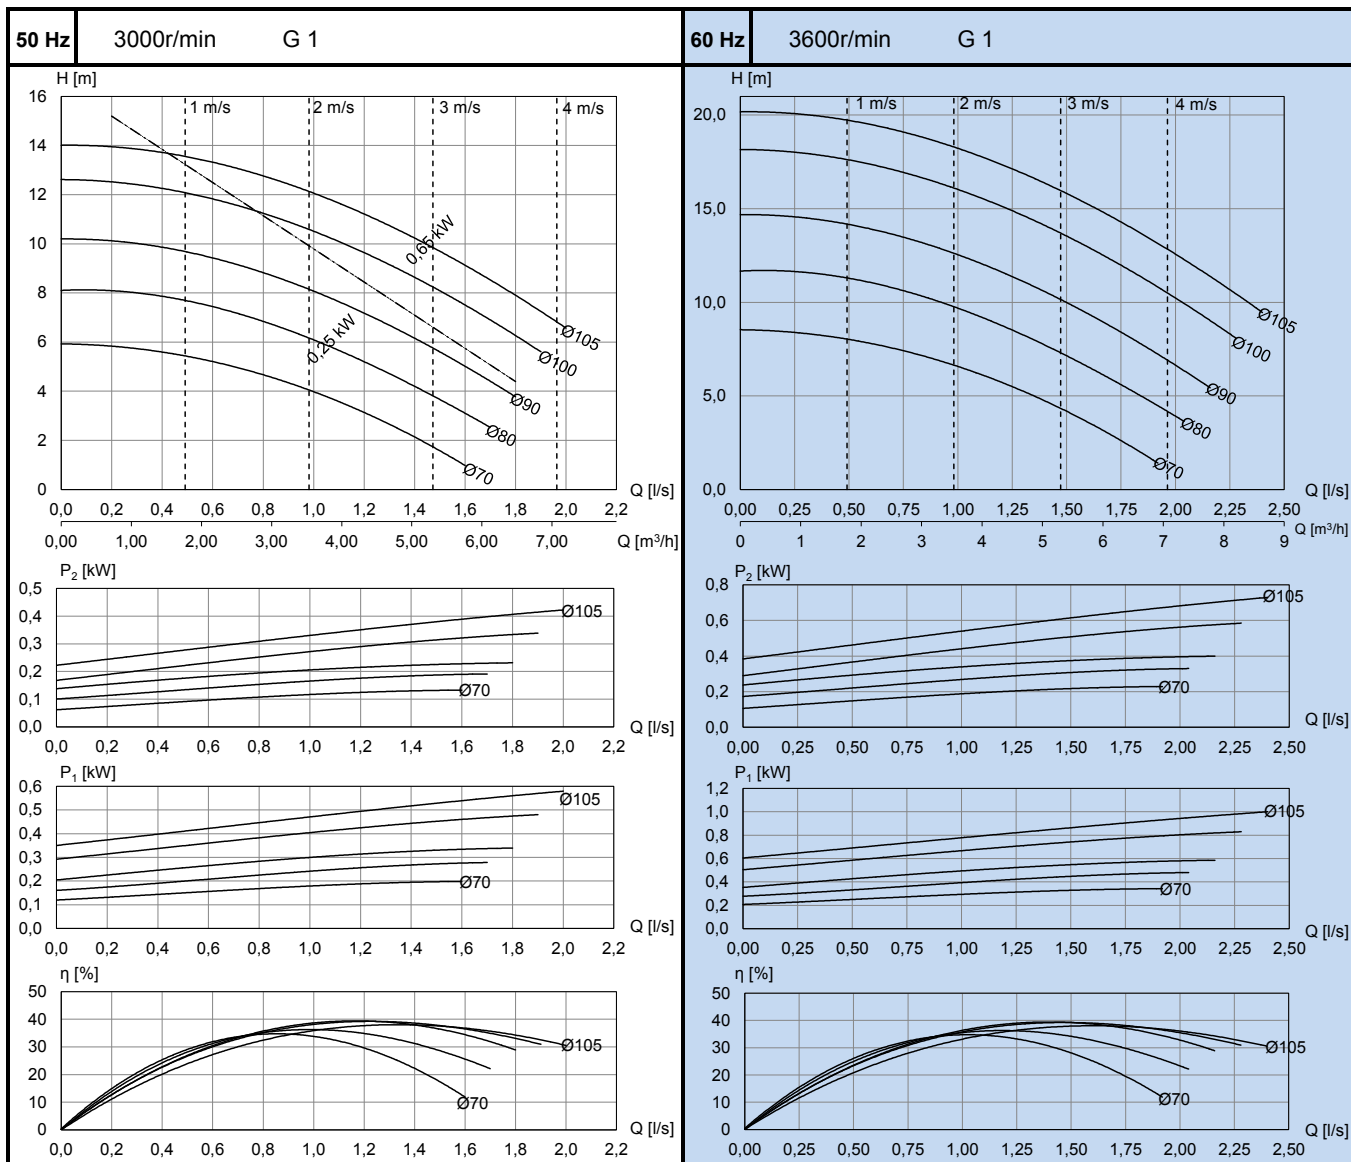 50 Hz 3000r/min G 1
H [m]
16
14
12
10
8
6
4
2
0
1 m/s 2 m/s 3 m/s 4 m/s
0,65 kW
0,25 kW
Ø105
Ø100
Ø90
Ø80
Ø70
Q [l/s]
0,0 0,2 0,4 0,6 0,8 1,0 1,2 1,4 1,6 1,8 2,0 2,2
0,00 1,00 2,00 3,00 4,00 5,00 6,00 7,00 Q [m³/h]
P₂ [kW]
0,5
0,4
0,3
0,2
0,1
0,0
Ø105
Ø70
0,0 0,2 0,4 0,6 0,8 1,0 1,2 1,4 1,6 1,8 2,0 2,2
Q [l/s]
P₁ [kW]
0,6
0,5
0,4
0,3
0,2
0,1
0,0
Ø105
Ø70
Q [l/s]
0,0 0,2 0,4 0,6 0,8 1,0 1,2 1,4 1,6 1,8 2,0 2,2
η [%]
50
40
30
20
10
0
Ø105
Ø70
Q [l/s]
0,0 0,2 0,4 0,6 0,8 1,0 1,2 1,4 1,6 1,8 2,0 2,2
60 Hz 3600r/min G 1
H [m]
20,0
15,0
10,0
5,0
0,0
1 m/s 2 m/s 3 m/s 4 m/s
Ø105
Ø100
Ø90
Ø80
Ø70
Q [l/s]
0,00 0,25 0,50 0,75 1,00 1,25 1,50 1,75 2,00 2,25 2,50
0 1 2 3 4 5 6 7 8 9 Q [m³/h]
P₂ [kW]
0,8
0,6
0,4
0,2
0,0
Ø105
Ø70
Q [l/s]
0,00 0,25 0,50 0,75 1,00 1,25 1,50 1,75 2,00 2,25 2,50
P₁ [kW]
1,2
1,0
0,8
0,6
0,4
0,2
0,0
Ø105
Ø70
Q [l/s]
0,00 0,25 0,50 0,75 1,00 1,25 1,50 1,75 2,00 2,25 2,50
η [%]
50
40
30
20
10
0
Ø105
Ø70
Q [l/s]
0,00 0,25 0,50 0,75 1,00 1,25 1,50 1,75 2,00 2,25 2,50